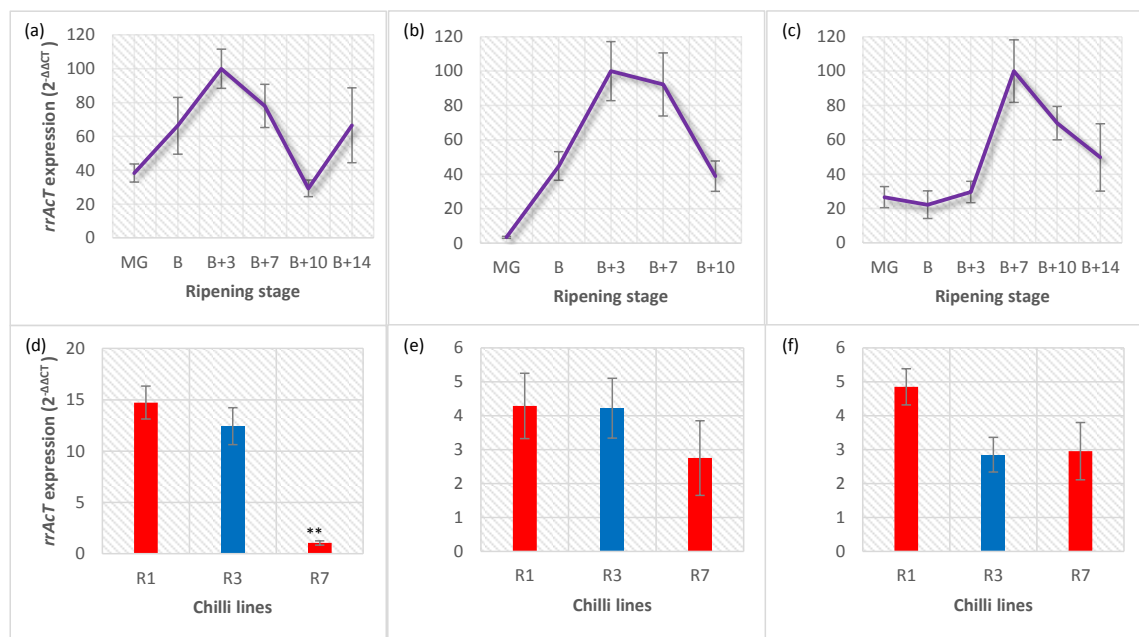 (a)
rrAcT expression (2^-ΔΔCT)
120
100
80
60
40
20
0
MG B B+3 B+7 B+10 B+14
Ripening stage
(b)
120
100
80
60
40
20
0
MG B B+3 B+7 B+10
Ripening stage
(c)
120
100
80
60
40
20
0
MG B B+3 B+7 B+10 B+14
Ripening stage
(d)
rrAcT expression (2^-ΔΔCT)
20
15
10
5
0
**
R1 R3 R7
Chilli lines
(e)
6
5
4
3
2
1
0
R1 R3 R7
Chilli lines
(f)
6
5
4
3
2
1
0
R1 R3 R7
Chilli lines